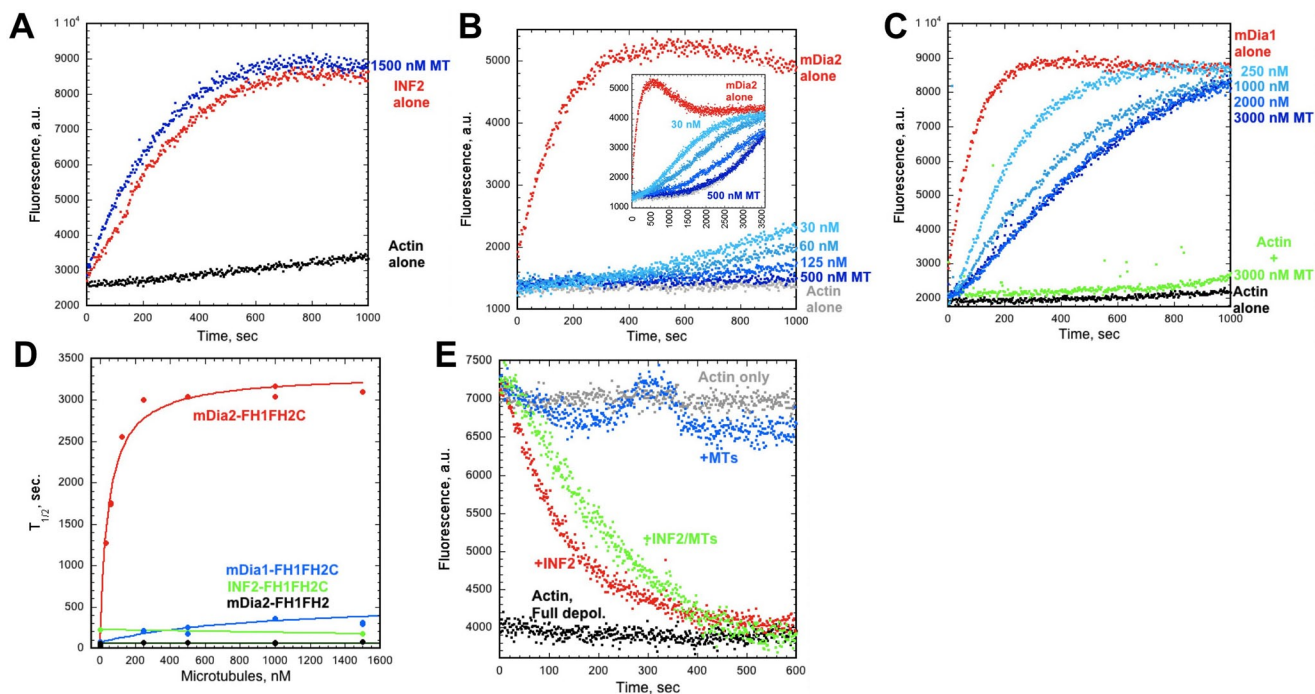 A
1 10⁴
9000
8000
7000
6000
5000
4000
3000
2000
Fluorescence, a.u.
1500 nM MT
INF2
alone
Actin
alone
0
200
400
600
800
1000
Time, sec
B
5000
4000
3000
2000
1000
Fluorescence, a.u.
mDia2
alone
5000
4000
3000
2000
1000
mDia2
alone
30 nM
500 nM MT
0
500
1000
1500
2000
2500
3000
3500
30 nM
60 nM
125 nM
500 nM MT
Actin
alone
0
200
400
600
800
1000
Time, sec
C
1 10⁴
9000
8000
7000
6000
5000
4000
3000
2000
Fluorescence, a.u.
mDia1
alone
250 nM
1000 nM
2000 nM
3000 nM MT
Actin
+
3000 nM MT
Actin
alone
0
200
400
600
800
1000
Time, sec
D
3500
3000
2500
2000
1500
1000
500
0
T1/2, sec.
mDia2-FH1FH2C
mDia1-FH1FH2C
INF2-FH1FH2C
mDia2-FH1FH2
0
200
400
600
800
1000
1200
1400
1600
Microtubules, nM
E
7500
7000
6500
6000
5500
5000
4500
4000
Fluorescence, a.u.
Actin only
+MTs
+INF2/MTs
+INF2
Actin,
Full depol.
0
100
200
300
400
500
600
Time, sec